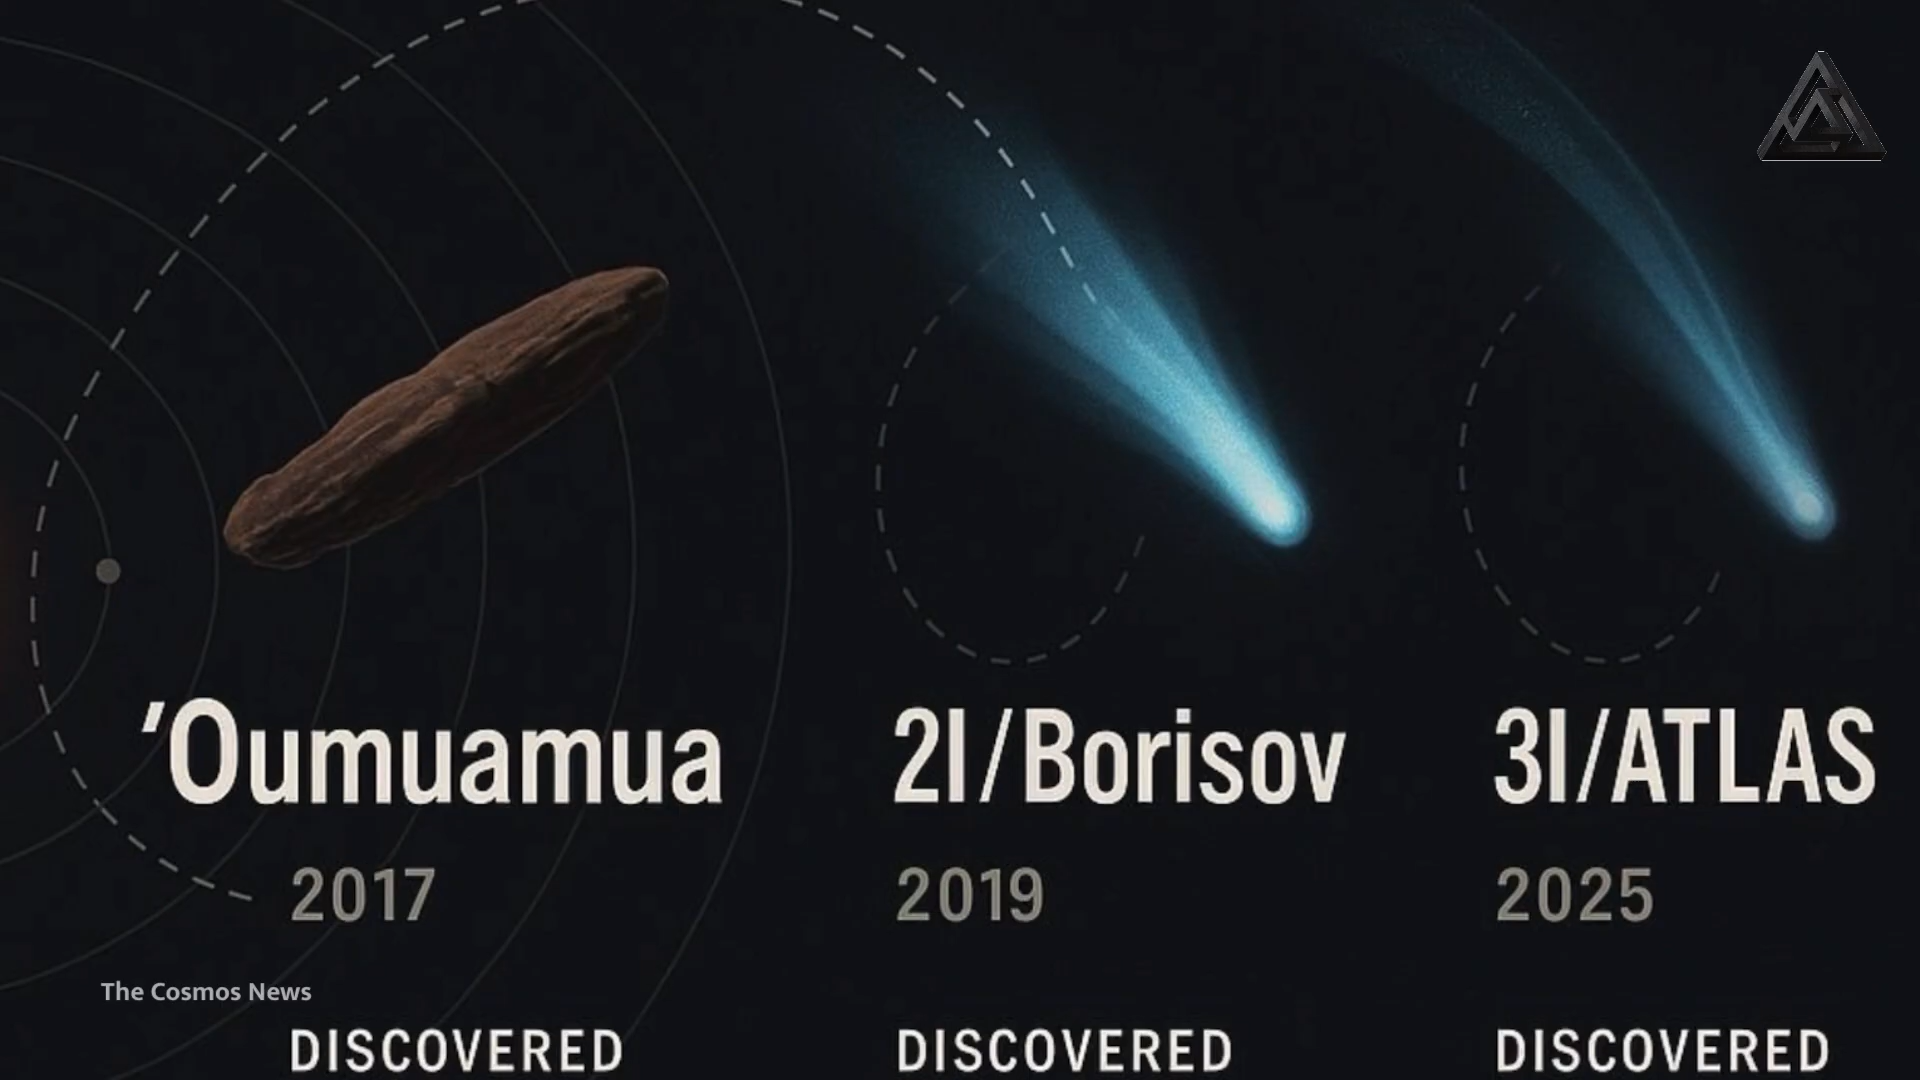 'Oumuamua
2017
DISCOVERED
2I/Borisov
2019
DISCOVERED
3I/ATLAS
2025
DISCOVERED
The Cosmos News